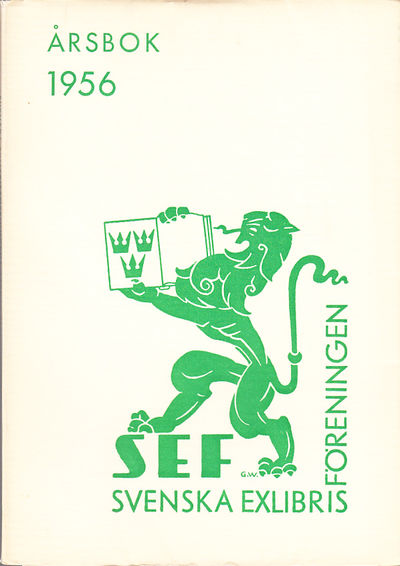 ÅRSBOK
1956
SEF
G.W.
SVENSKA EXLIBRIS
FÖRENINGEN